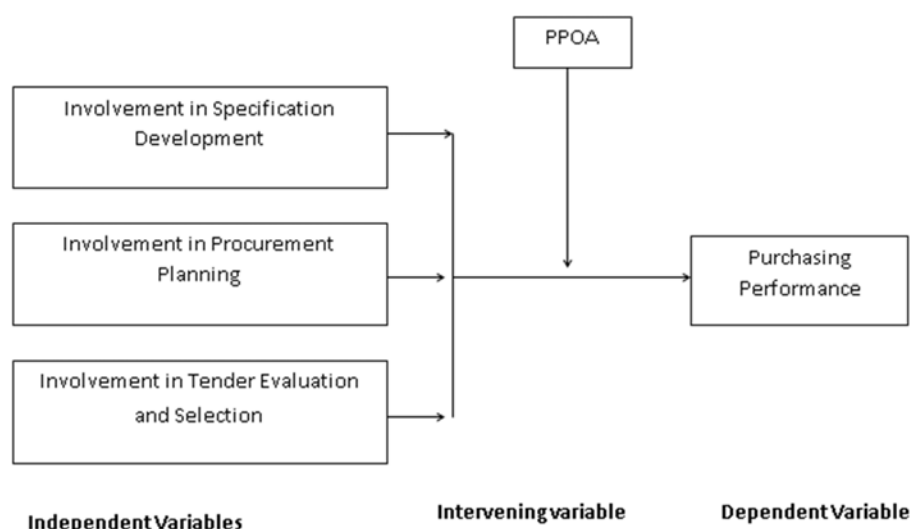 PPOA
Involvement in Specification
Development
Involvement in Procurement
Planning
Purchasing
Performance
Involvement in Tender Evaluation
and Selection
Independent Variables
Intervening variable
Dependent Variable